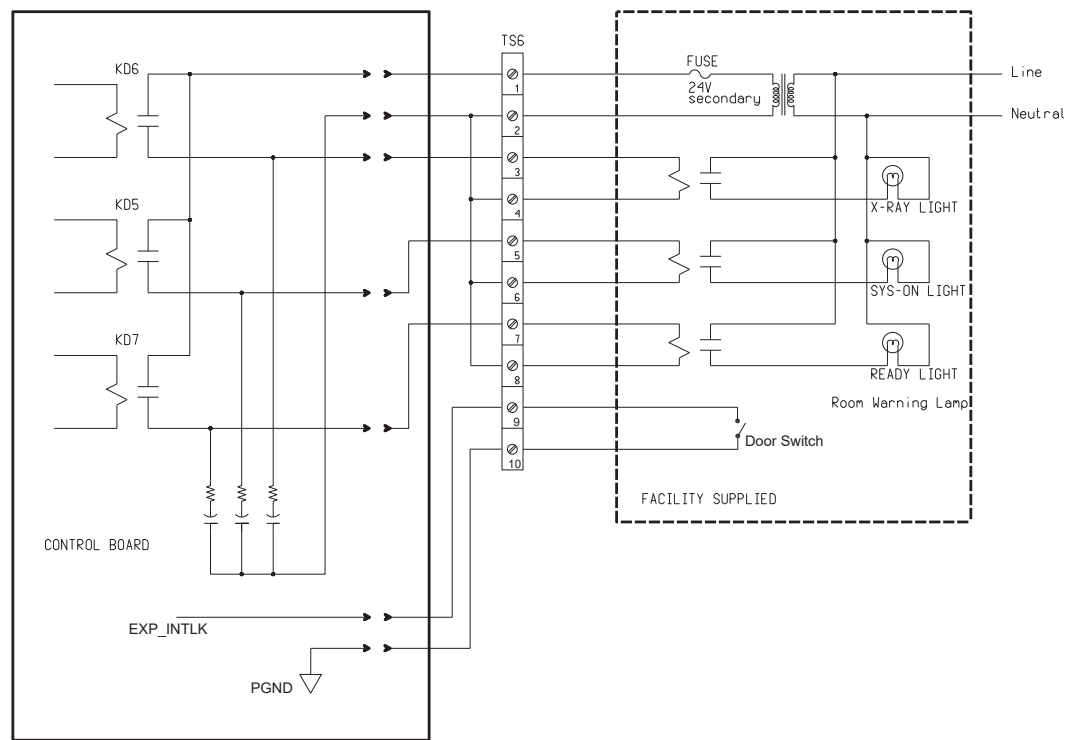 TS6
KD6
FUSE
24V
secondary
Line
Neutral
1
2
3
4
X-RAY LIGHT
KD5
5
6
SYS-ON LIGHT
7
KD7
8
READY LIGHT
Room Warning Lamp
9
Door Switch
10
FACILITY SUPPLIED
CONTROL BOARD
EXP_INTLK
PGND